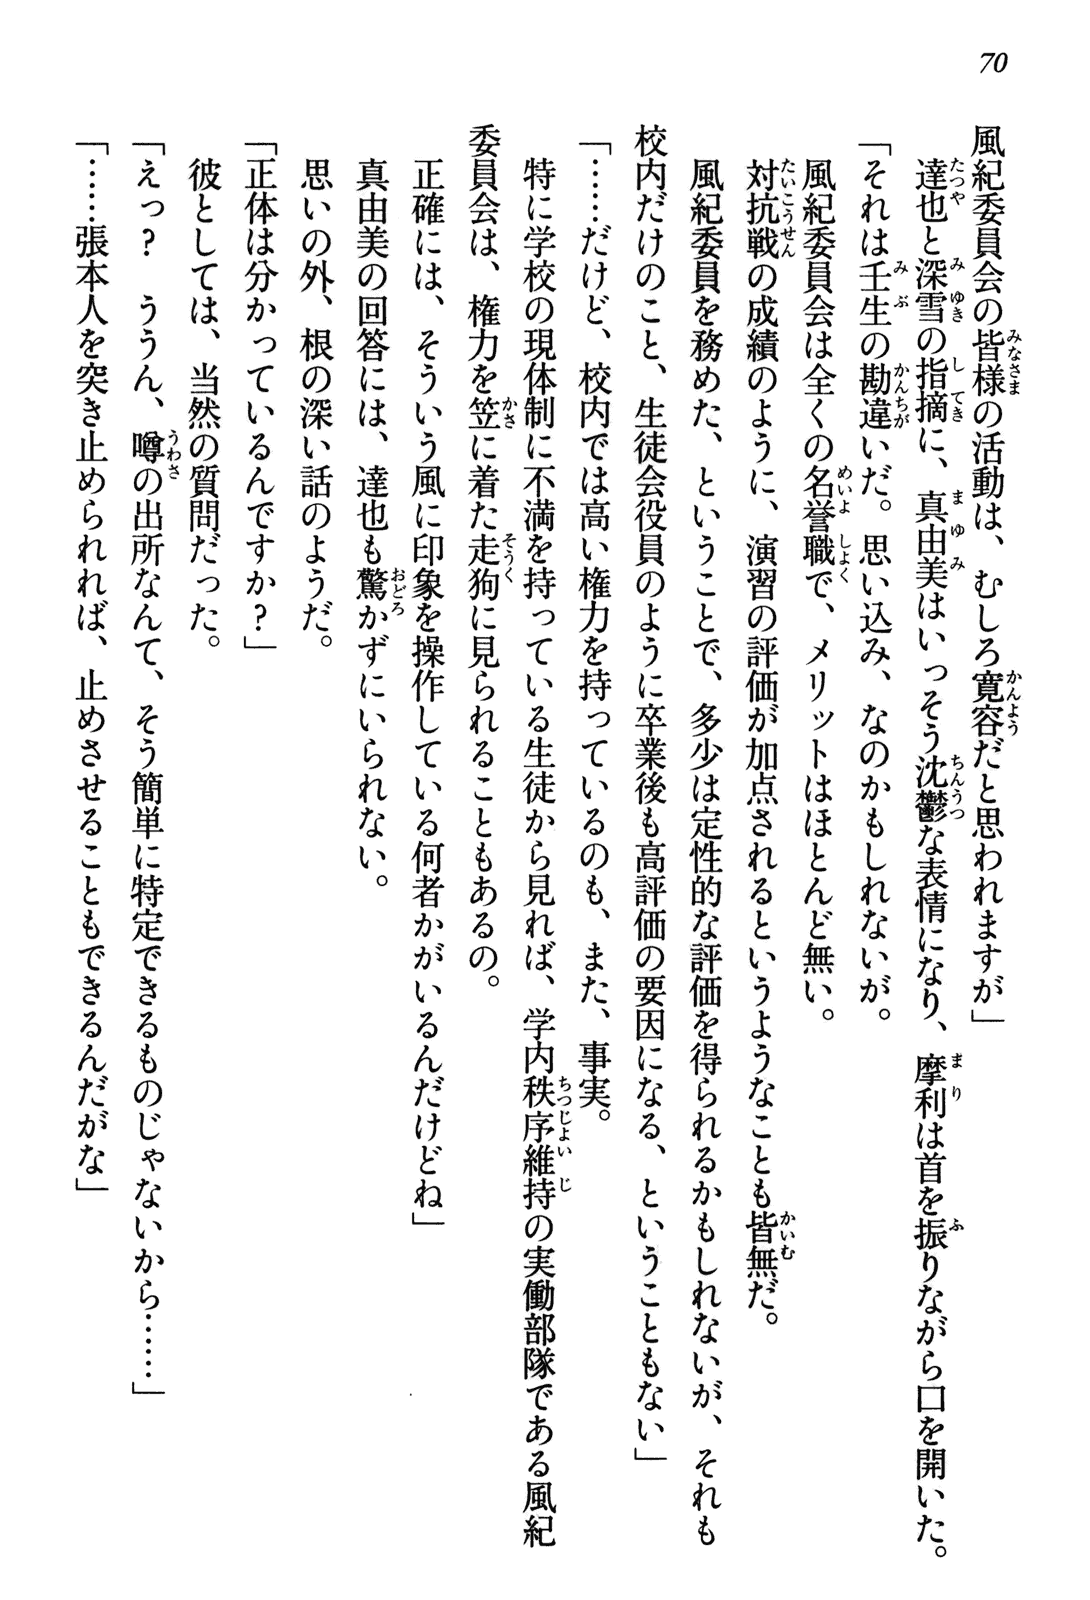 70
風紀委員会の皆様の活動は、むしろ寛容だと思われますが」
達也と深雪の指摘に、真由美はいっそう沈鬱な表情になり、摩利は首を振りながら口を開いた。
「それは壬生の勘違いだ。思い込み、なのかもしれないが。
風紀委員会は全くの名誉職で、メリットはほとんど無い。
対抗戦の成績のように、演習の評価が加点されるというようなことも皆無だ。
風紀委員を務めた、ということで、多少は定性的な評価を得られるかもしれないが、それも
校内だけのこと、生徒会役員のように卒業後も高評価の要因になる、ということもない」
「……だけど、校内では高い権力を持っているのも、また、事実。
特に学校の現体制に不満を持っている生徒から見れば、学内秩序維持の実働部隊である風紀
委員会は、権力を笠に着た走狗に見られることもあるの。
正確には、そういう風に印象を操作している何者かがいるんだけどね」
真由美の回答には、達也も驚かずにいられない。
思いの外、根の深い話のようだ。
「正体は分かっているんですか？」
彼としては、当然の質問だった。
「えっ？　ううん、噂の出所なんて、そう簡単に特定できるものじゃないから……」
「……張本人を突き止められれば、止めさせることもできるんだがな」